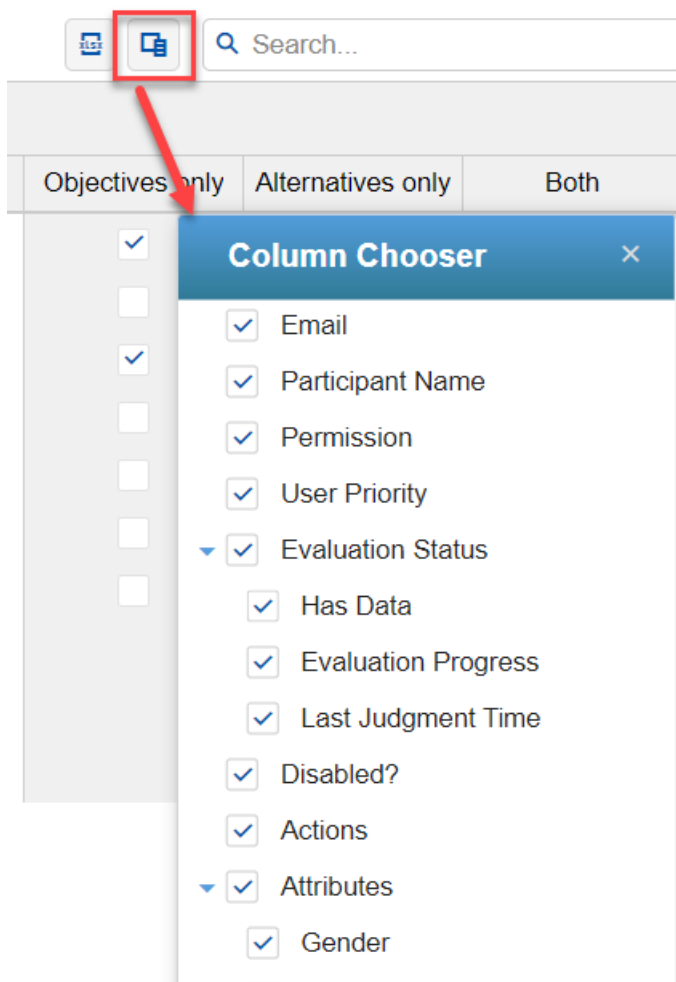 xlsx
Search...
Objectives only Alternatives only Both
Column Chooser ×
Email
Participant Name
Permission
User Priority
Evaluation Status
Has Data
Evaluation Progress
Last Judgment Time
Disabled?
Actions
Attributes
Gender